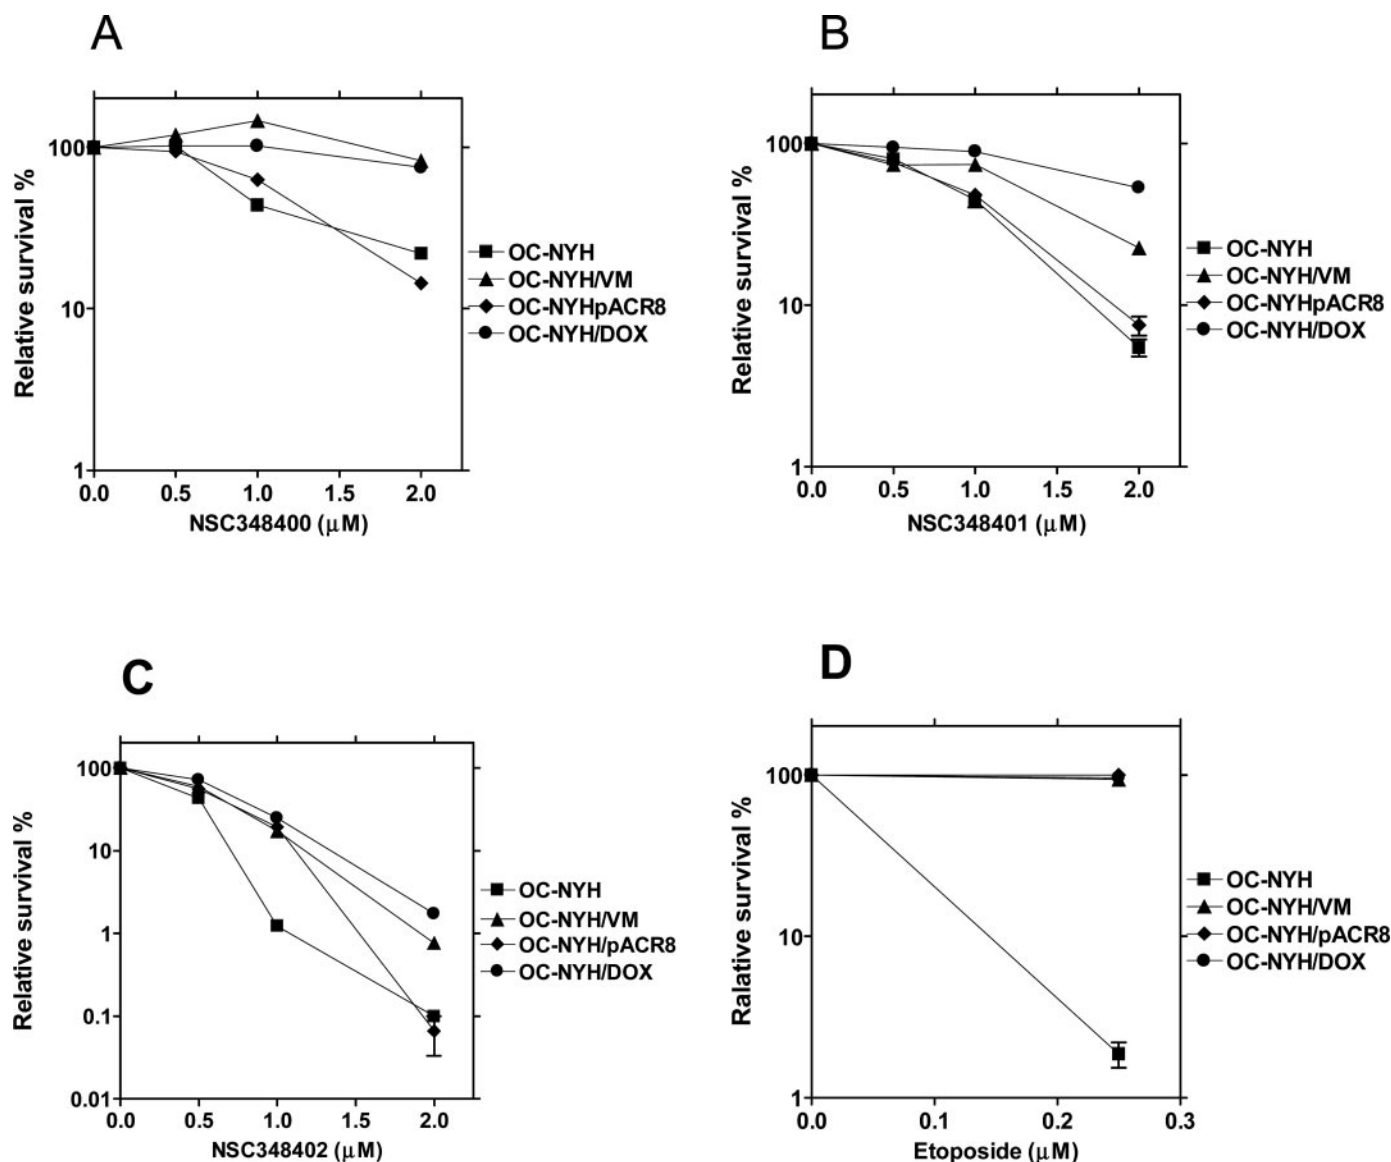 A
Relative survival %
100
10
1
0.0 0.5 1.0 1.5 2.0
NSC348400 (μM)
OC-NYH
OC-NYH/VM
OC-NYHpACR8
OC-NYH/DOX
B
Relative survival %
100
10
1
0.0 0.5 1.0 1.5 2.0
NSC348401 (μM)
OC-NYH
OC-NYH/VM
OC-NYHpACR8
OC-NYH/DOX
C
Relative survival %
100
10
1
0.1
0.01
0.0 0.5 1.0 1.5 2.0
NSC348402 (μM)
OC-NYH
OC-NYH/VM
OC-NYH/pACR8
OC-NYH/DOX
D
Ralative survival %
100
10
1
0.0 0.1 0.2 0.3
Etoposide (μM)
OC-NYH
OC-NYH/VM
OC-NYH/pACR8
OC-NYH/DOX